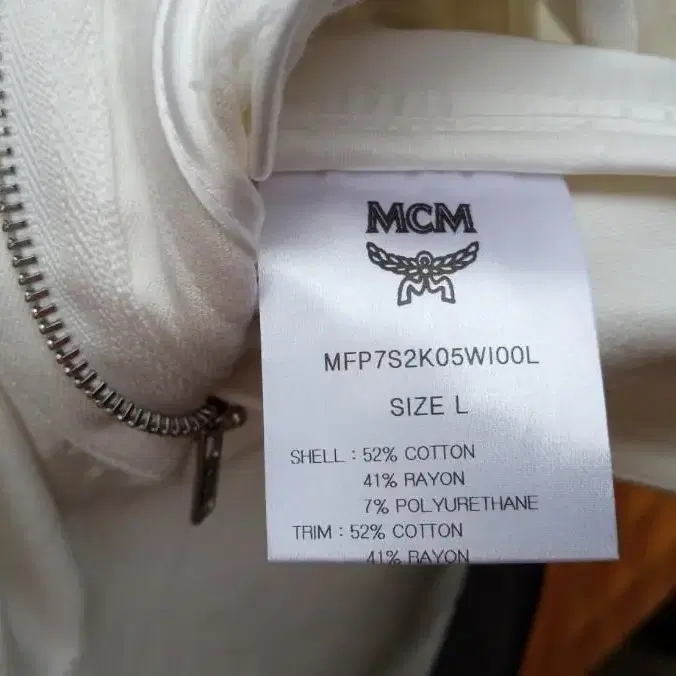 MCM
MFP7S2K05WI00L
SIZE L
SHELL : 52% COTTON
41% RAYON
7% POLYURETHANE
TRIM : 52% COTTON
41% RAYON